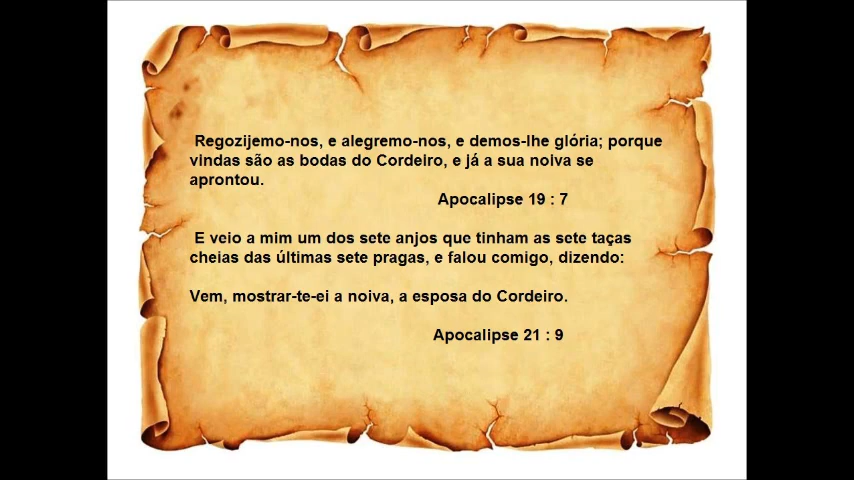 Regozijemo-nos, e alegremo-nos, e demos-lhe glória; porque
vindas são as bodas do Cordeiro, e já a sua noiva se
aprontou.
Apocalipse 19 : 7
E veio a mim um dos sete anjos que tinham as sete taças
cheias das últimas sete pragas, e falou comigo, dizendo:
Vem, mostrar-te-ei a noiva, a esposa do Cordeiro.
Apocalipse 21 : 9